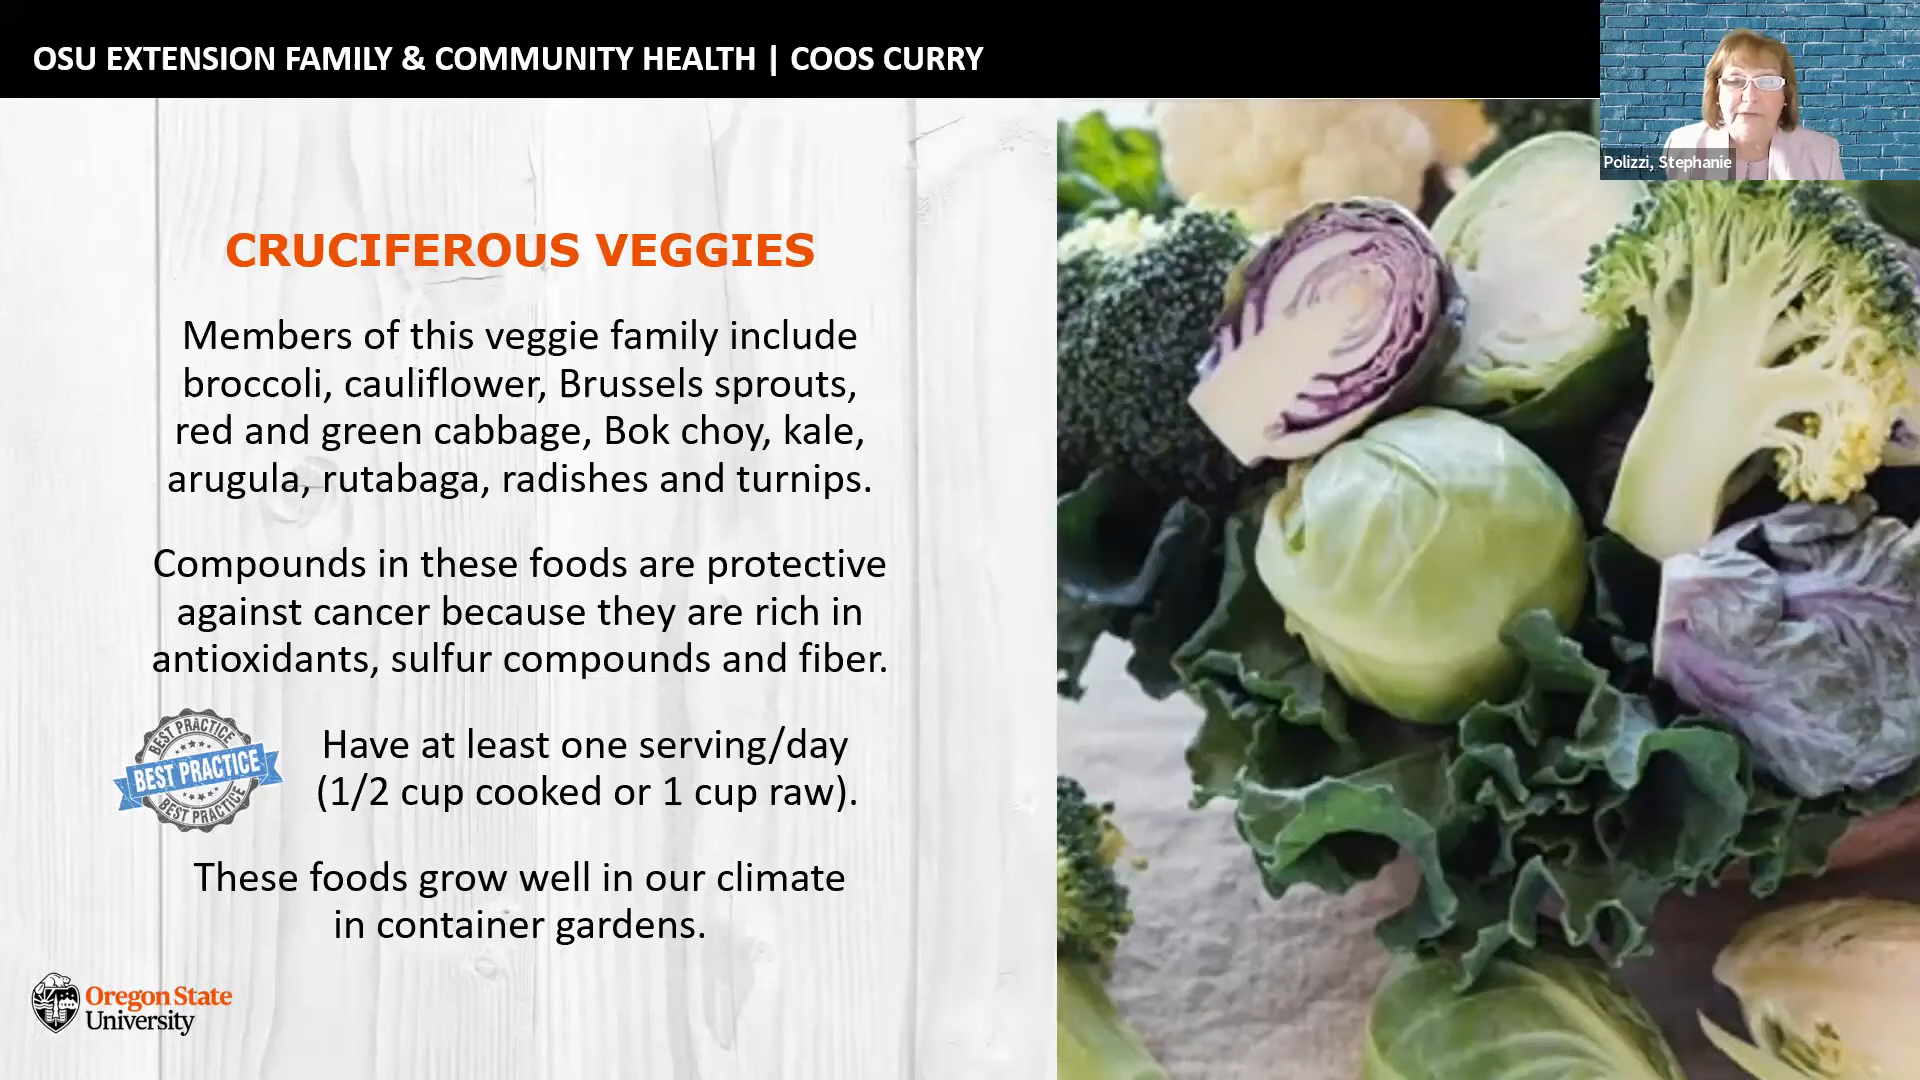 OSU EXTENSION FAMILY & COMMUNITY HEALTH | COOS CURRY
Polizzi, Stephanie
CRUCIFEROUS VEGGIES
Members of this veggie family include
broccoli, cauliflower, Brussels sprouts,
red and green cabbage, Bok choy, kale,
arugula, rutabaga, radishes and turnips.
Compounds in these foods are protective
against cancer because they are rich in
antioxidants, sulfur compounds and fiber.
BEST PRACTICE
BEST PRACTICE
BEST PRACTICE
Have at least one serving/day
(1/2 cup cooked or 1 cup raw).
These foods grow well in our climate
in container gardens.
Oregon State
University